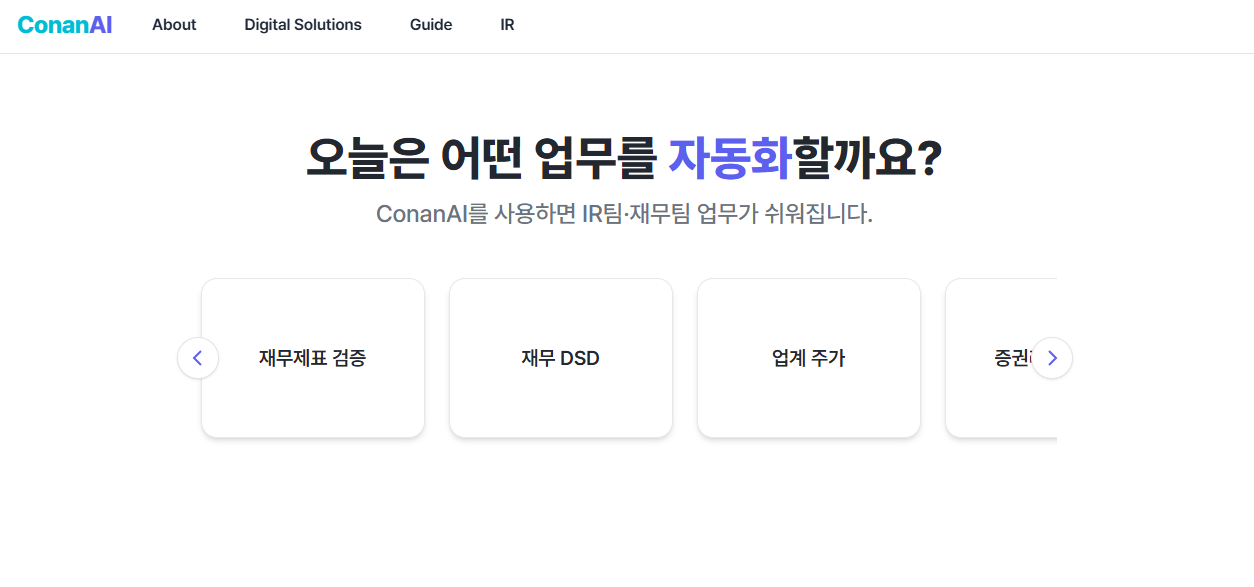 ConanAI About Digital Solutions Guide IR
오늘은 어떤 업무를 자동화할까요?
ConanAI를 사용하면 IR팀·재무팀 업무가 쉬워집니다.
재무제표 검증
재무 DSD
업계 주가
증권